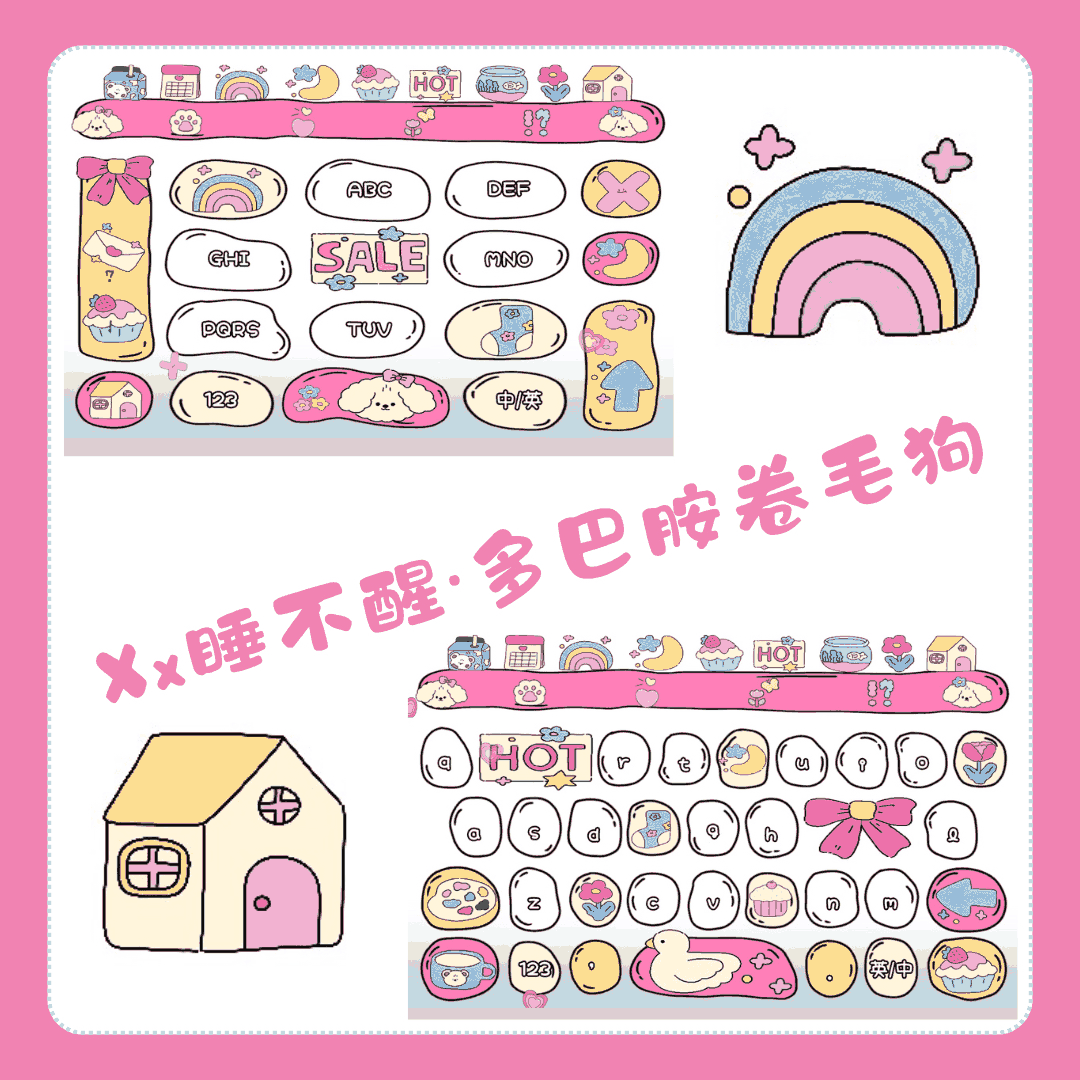 HOT
!?
ABC
DEF
GHI
SALE
MNO
?
PQRS
TUV
123
中/英
Xx睡不醒·多巴胺卷毛狗
HOT
!?
q HOT r t u i o
a s d g h l
z c v n m
123 , . 英/中